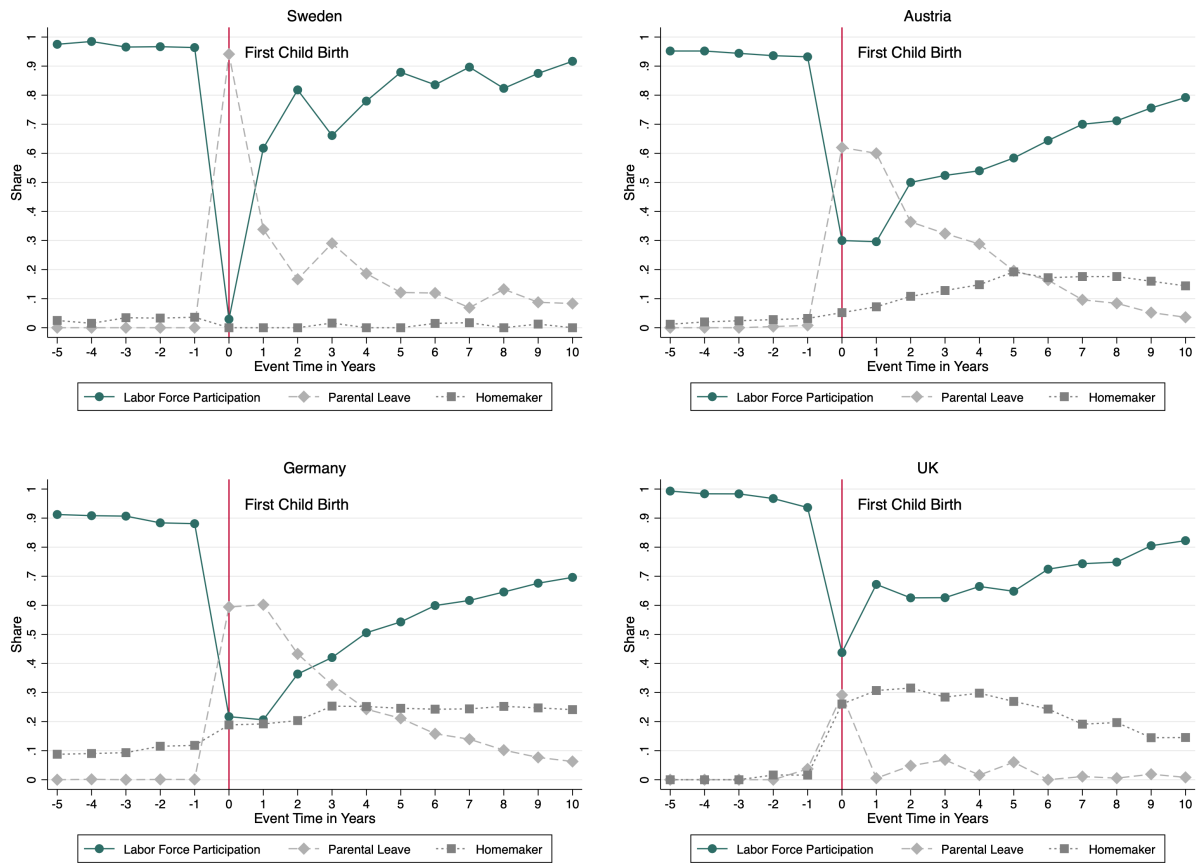 Sweden
First Child Birth
Share
1
.9
.8
.7
.6
.5
.4
.3
.2
.1
0
-5 -4 -3 -2 -1 0 1 2 3 4 5 6 7 8 9 10
Event Time in Years
Labor Force Participation Parental Leave Homemaker
Austria
First Child Birth
Share
1
.9
.8
.7
.6
.5
.4
.3
.2
.1
0
-5 -4 -3 -2 -1 0 1 2 3 4 5 6 7 8 9 10
Event Time in Years
Labor Force Participation Parental Leave Homemaker
Germany
First Child Birth
Share
1
.9
.8
.7
.6
.5
.4
.3
.2
.1
0
-5 -4 -3 -2 -1 0 1 2 3 4 5 6 7 8 9 10
Event Time in Years
Labor Force Participation Parental Leave Homemaker
UK
First Child Birth
Share
1
.9
.8
.7
.6
.5
.4
.3
.2
.1
0
-5 -4 -3 -2 -1 0 1 2 3 4 5 6 7 8 9 10
Event Time in Years
Labor Force Participation Parental Leave Homemaker